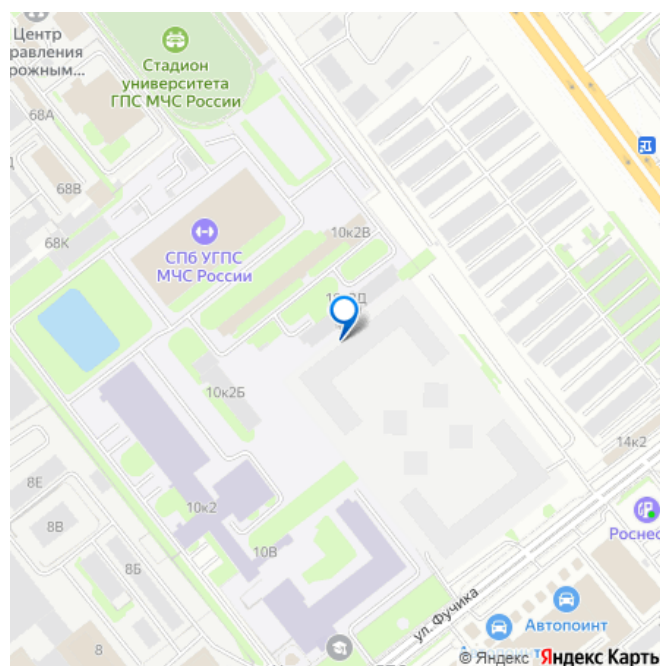 Центр
равления
рожным...
Стадион
университета
ГПС МЧС России
68А
68В
68К
СПб УГПС
МЧС России
10к2В
10к2Б
14к2
8Е
10к2
8В
10В
8Б
Роснес
ул. Фучика
Автопоинт
8
© Яндекс Яндекс Карты